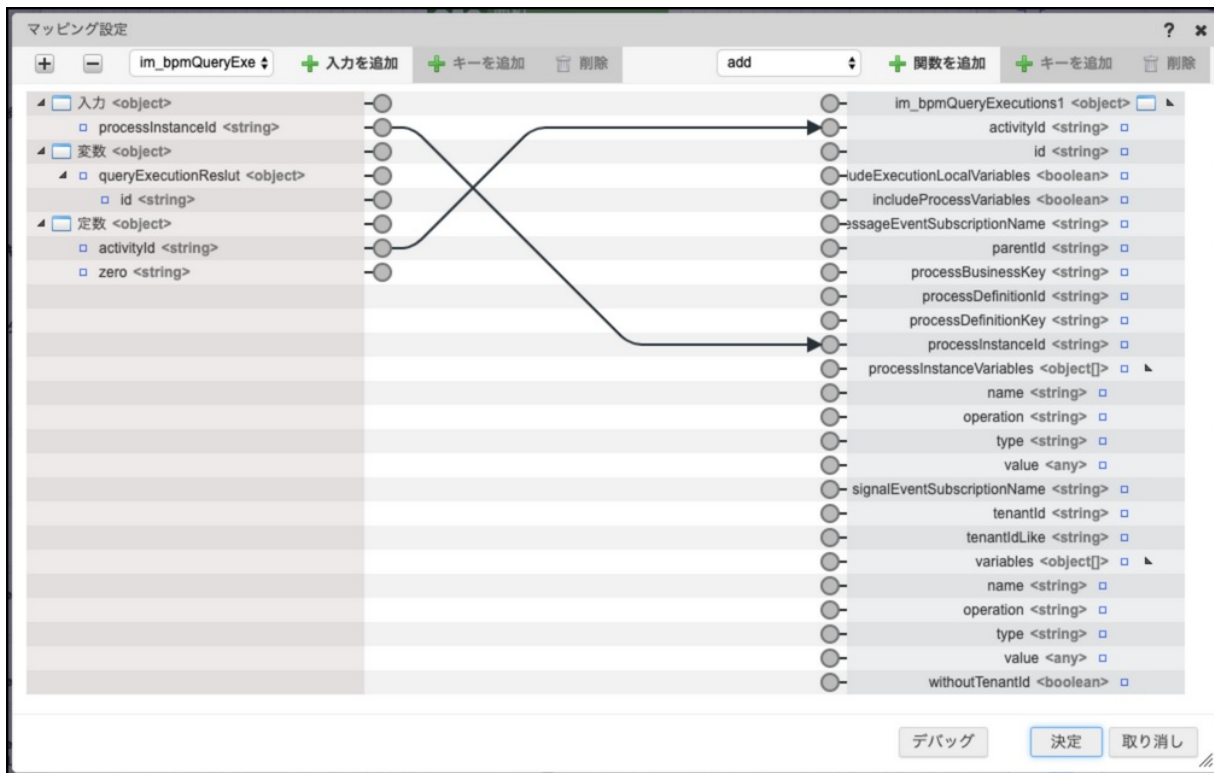 マッピング設定 ?
im_bpmQueryExe 入力を追加 キーを追加 削除 add 関数を追加 キーを追加 削除
入力 <object> im_bpmQueryExecutions1 <object>
processInstanceId <string> activityId <string>
変数 <object> id <string>
queryExecutionReslut <object> ludeExecutionLocalVariables <boolean>
id <string> includeProcessVariables <boolean>
定数 <object> essageEventSubscriptionName <string>
activityId <string> parentId <string>
zero <string> processBusinessKey <string>
processDefinitionId <string>
processDefinitionKey <string>
processInstanceId <string>
processInstanceVariables <object[]>
name <string>
operation <string>
type <string>
value <any>
signalEventSubscriptionName <string>
tenantId <string>
tenantIdLike <string>
variables <object[]>
name <string>
operation <string>
type <string>
value <any>
withoutTenantId <boolean>
デバッグ 決定 取り消し